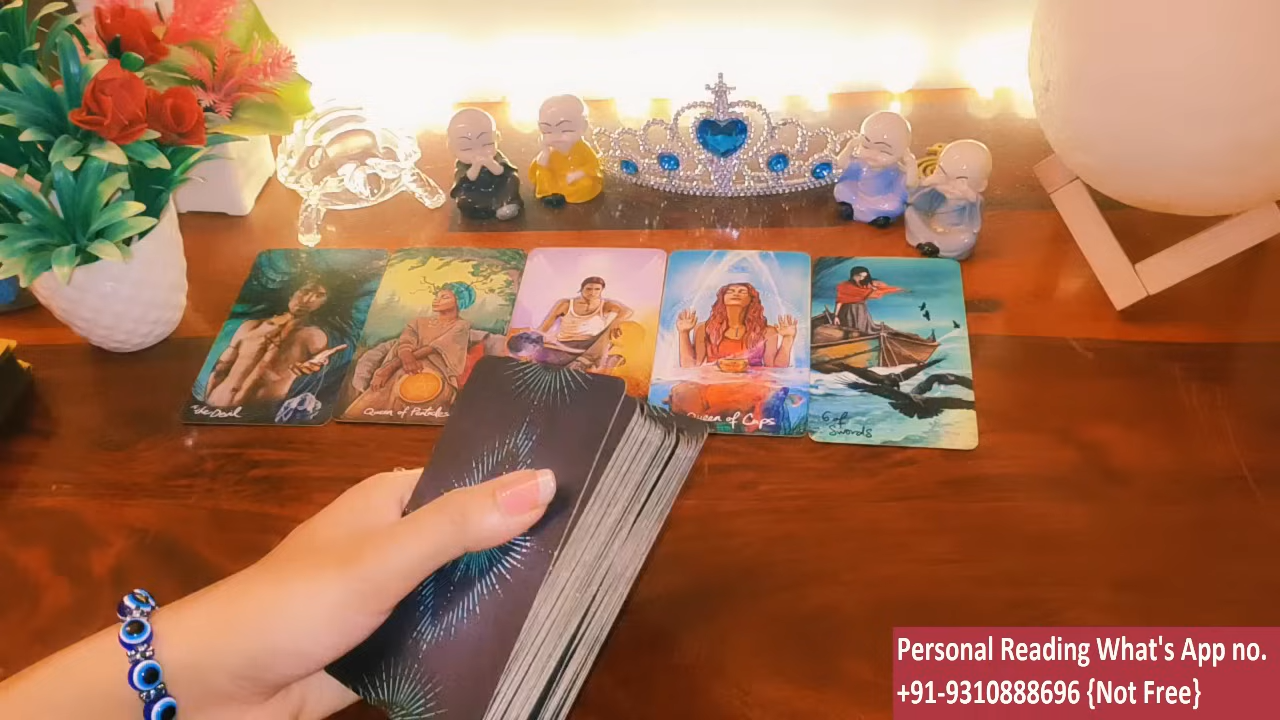 The Devil
Queen of Pentacles
Queen of Cups
6 of
Swords
Personal Reading What's App no.
+91-9310888696 {Not Free}